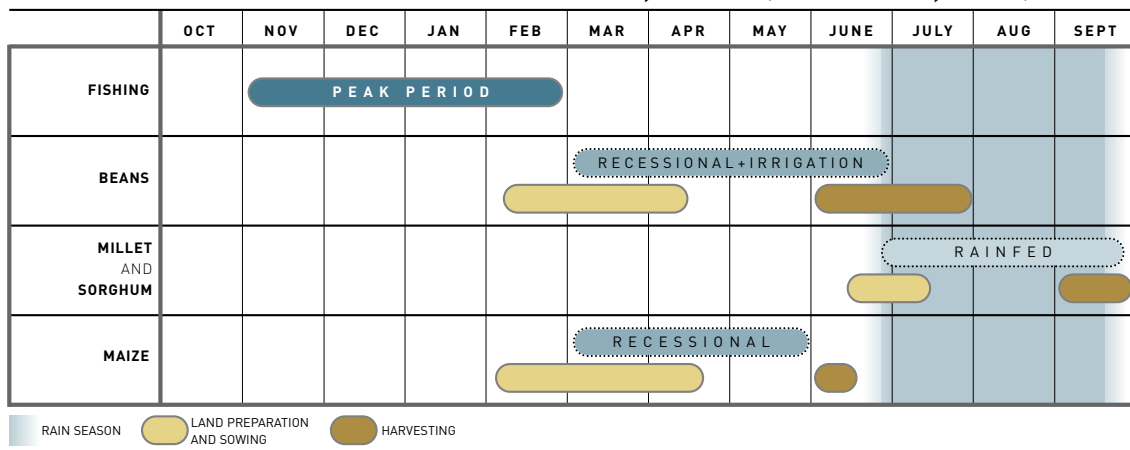 OCT NOV DEC JAN FEB MAR APR MAY JUNE JULY AUG SEPT
FISHING
PEAK PERIOD
BEANS
RECESSIONAL+IRRIGATION
MILLET
AND
SORGHUM
RAINFED
MAIZE
RECESSIONAL
RAIN SEASON
LAND PREPARATION
AND SOWING
HARVESTING